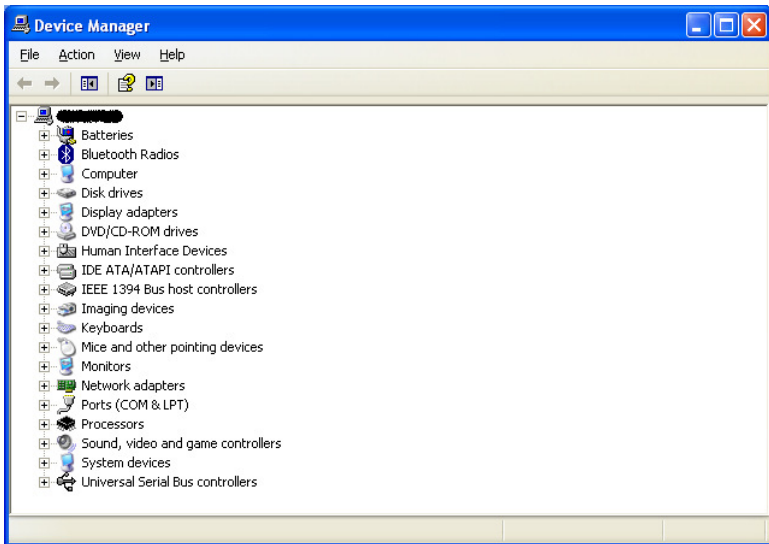 Device Manager
File Action View Help
Batteries
Bluetooth Radios
Computer
Disk drives
Display adapters
DVD/CD-ROM drives
Human Interface Devices
IDE ATA/ATAPI controllers
IEEE 1394 Bus host controllers
Imaging devices
Keyboards
Mice and other pointing devices
Monitors
Network adapters
Ports (COM & LPT)
Processors
Sound, video and game controllers
System devices
Universal Serial Bus controllers